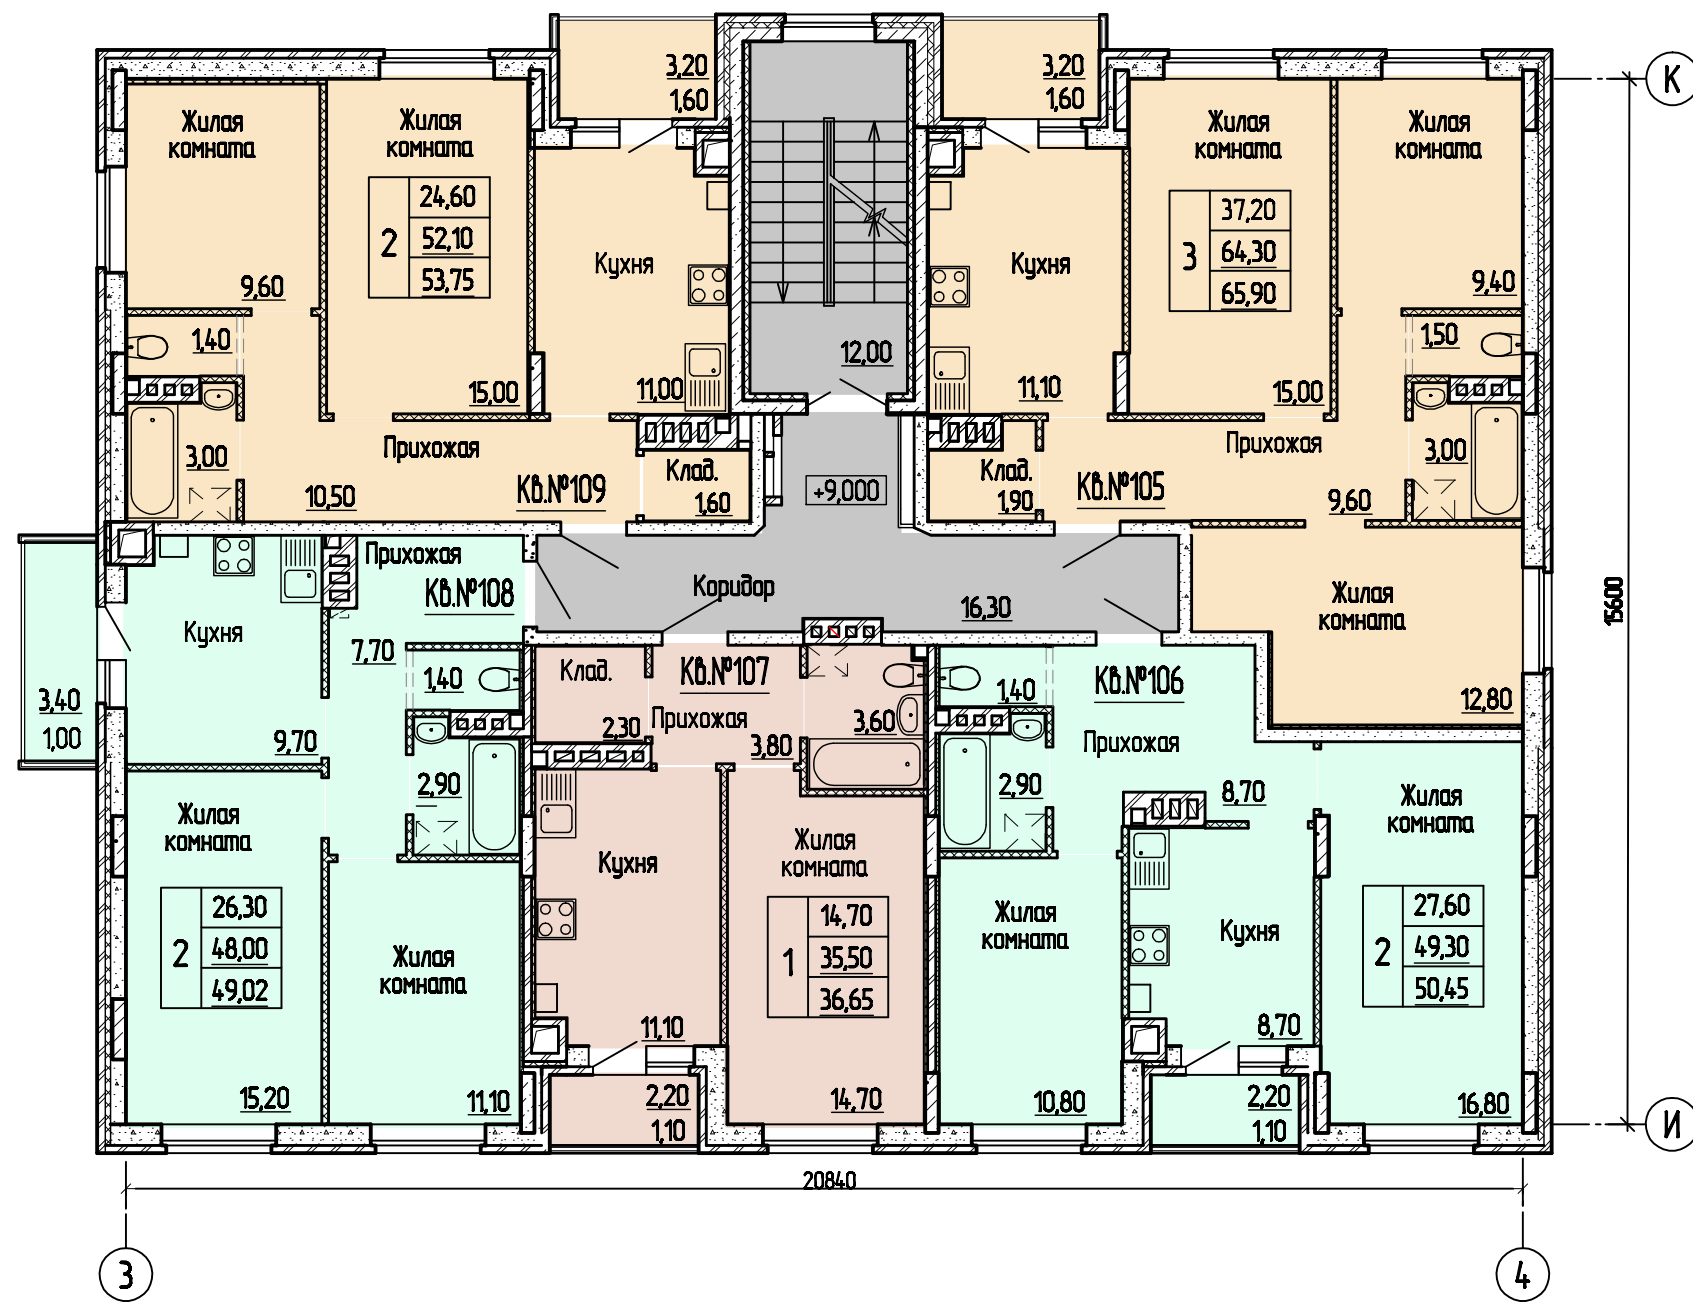 3,20
1,60
3,20
1,60
К
Жилая
комната
Жилая
комната
Жилая
комната
Жилая
комната
2
24,60
52,10
53,75
3
37,20
64,30
65,90
Кухня
Кухня
9,60
9,40
1,40
1,50
12,00
15,00
11,00
11,10
15,00
Прихожая
Прихожая
3,00
3,00
Клад.
Клад.
10,50
Кв.№109
1,60
+9,000
1,90
Кв.№105
9,60
Прихожая
Кв.№108
Коридор
16,30
Жилая
комната
15600
Кухня
7,70
1,40
Клад.
Кв.№107
Кв.№106
1,40
3,40
1,00
9,70
2,30
Прихожая
3,80
3,60
Прихожая
12,80
2,90
2,90
8,70
Жилая
комната
Жилая
комната
Кухня
Жилая
комната
2
26,30
48,00
49,02
Жилая
комната
1
14,70
35,50
36,65
Жилая
комната
Кухня
2
27,60
49,30
50,45
11,10
8,70
15,20
11,10
2,20
1,10
14,70
10,80
2,20
1,10
16,80
И
20840
3
4